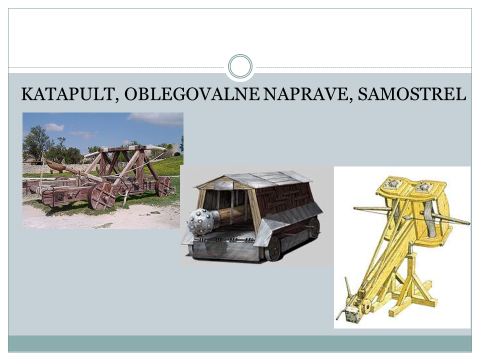 KATAPULT, OBLEGOVALNE NAPRAVE, SAMOSTREL